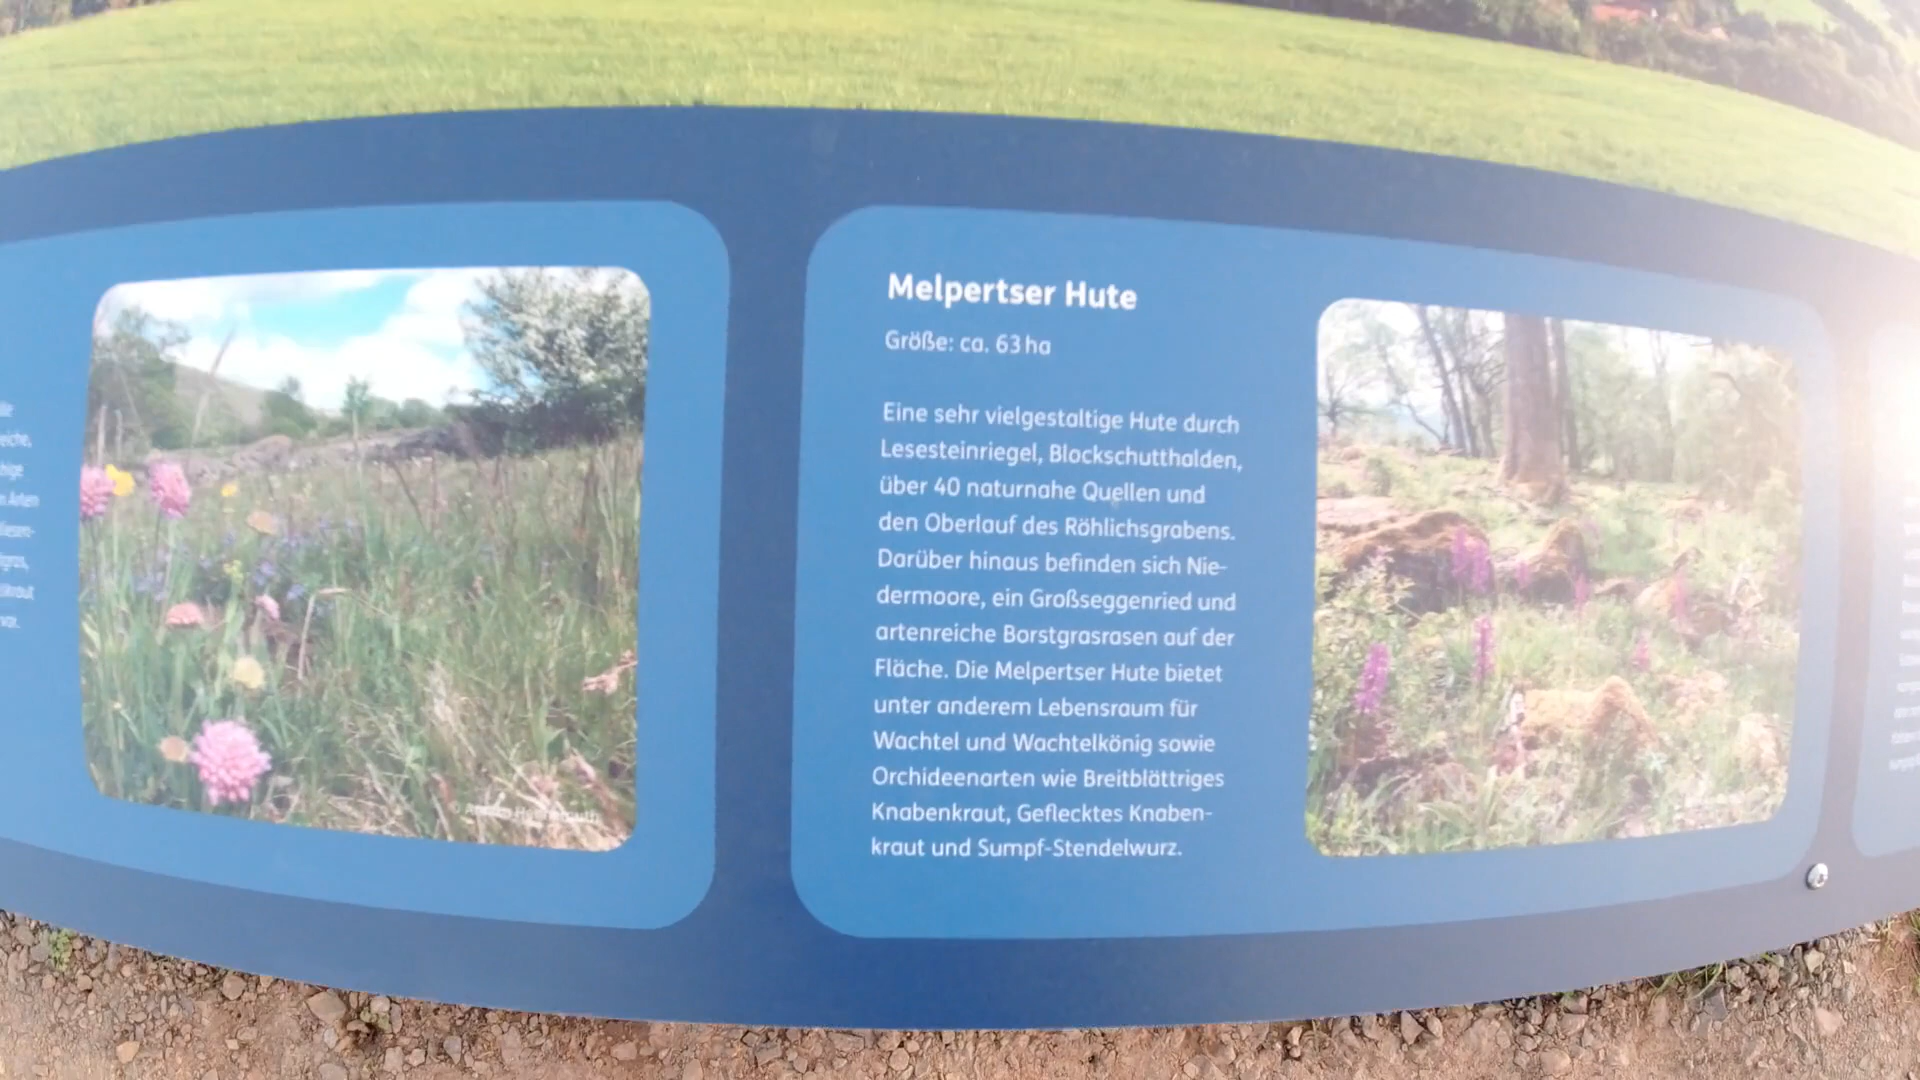 Melpertser Hute
Größe: ca. 63 ha
Eine sehr vielgestaltige Hute durch
Lesesteinriegel, Blockschutthalden,
über 40 naturnahe Quellen und
den Oberlauf des Röhlichsgrabens.
Darüber hinaus befinden sich Nie-
dermoore, ein Großseggenried und
artenreiche Borstgrasrasen auf der
Fläche. Die Melpertser Hute bietet
unter anderem Lebensraum für
Wachtel und Wachtelkönig sowie
Orchideenarten wie Breitblättriges
Knabenkraut, Geflecktes Knaben-
kraut und Sumpf-Stendelwurz.